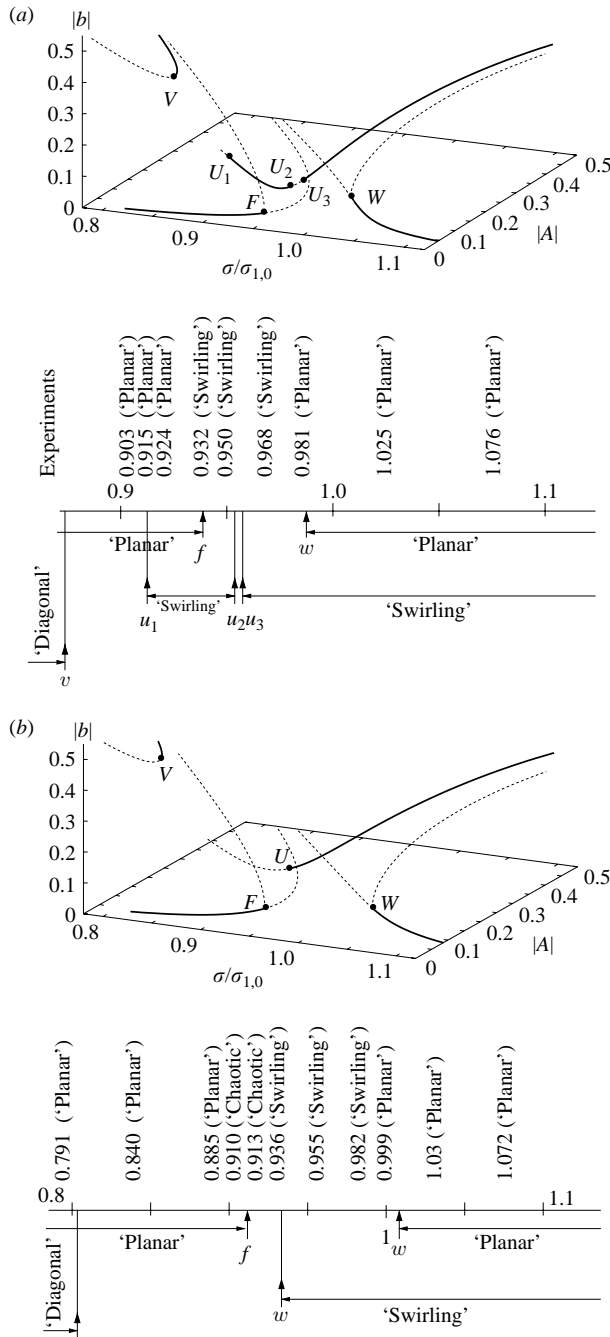 (a)
|b|
0.5
0.4
0.3
0.2
0.1
0
V
U1
U2
U3
F
W
0.8
0.9
1.0
1.1
σ/σ1,0
0
0.1
0.2
0.3
0.4
0.5
|A|
Experiments
0.903 (‘Planar’)
0.915 (‘Planar’)
0.924 (‘Planar’)
0.932 (‘Swirling’)
0.950 (‘Swirling’)
0.968 (‘Swirling’)
0.981 (‘Planar’)
1.025 (‘Planar’)
1.076 (‘Planar’)
0.9 1.0 1.1
‘Planar’ f w ‘Planar’
‘Diagonal’
u1 ‘Swirling’ u2 u3 ‘Swirling’
v
(b)
|b|
0.5
0.4
0.3
0.2
0.1
0
V
U
F
W
0.8
0.9
1.0
1.1
σ/σ1,0
0
0.1
0.2
0.3
0.4
0.5
|A|
0.791 (‘Planar’)
0.840 (‘Planar’)
0.885 (‘Planar’)
0.910 (‘Chaotic’)
0.913 (‘Chaotic’)
0.936 (‘Swirling’)
0.955 (‘Swirling’)
0.982 (‘Swirling’)
0.999 (‘Planar’)
1.03 (‘Planar’)
1.072 (‘Planar’)
0.8 1 1.1
‘Planar’ f w ‘Planar’
‘Diagonal’
w ‘Swirling’